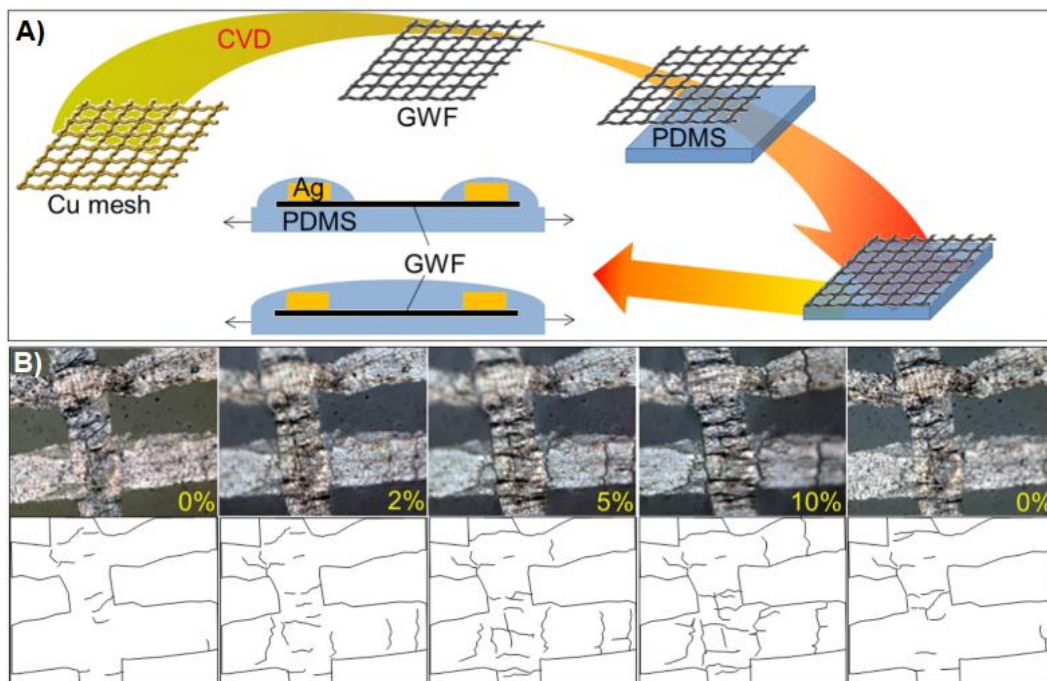 A)
CVD
GWF
PDMS
Cu mesh
Ag
PDMS
GWF
B)
0%
2%
5%
10%
0%